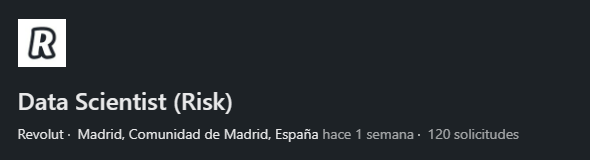 R
Data Scientist (Risk)
Revolut · Madrid, Comunidad de Madrid, España hace 1 semana · 120 solicitudes